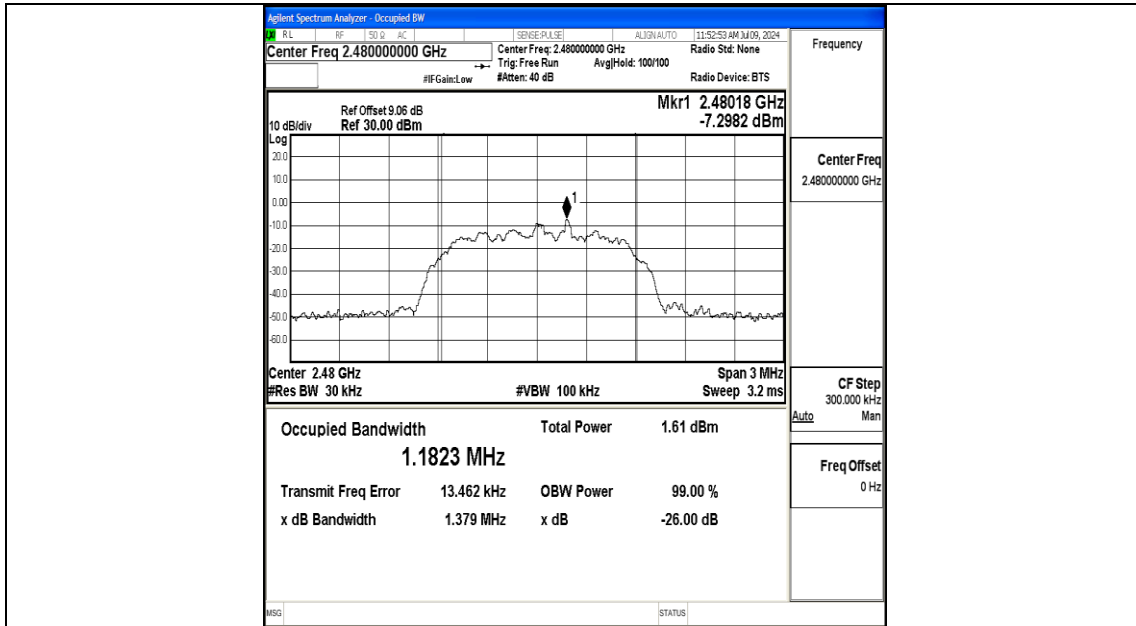 Agilent Spectrum Analyzer - Occupied BW
RL RF 50 Ω AC SENSE:PULSE ALIGN AUTO 11:52:53 AM Jul 09, 2024
Center Freq 2.480000000 GHz
Center Freq: 2.480000000 GHz Radio Std: None
Trig: Free Run Avg|Hold: 100/100
#IFGain:Low #Atten: 40 dB Radio Device: BTS
Mkr1 2.48018 GHz
-7.2982 dBm
Ref Offset 9.06 dB
10 dB/div Ref 30.00 dBm
Log
20.0
10.0
0.00
-10.0
-20.0
-30.0
-40.0
-50.0
-60.0
1
Center 2.48 GHz Span 3 MHz
#Res BW 30 kHz #VBW 100 kHz Sweep 3.2 ms
Occupied Bandwidth Total Power 1.61 dBm
1.1823 MHz
Transmit Freq Error 13.462 kHz OBW Power 99.00 %
x dB Bandwidth 1.379 MHz x dB -26.00 dB
MSG STATUS
Frequency
Center Freq
2.480000000 GHz
CF Step
300.000 kHz
Auto Man
Freq Offset
0 Hz